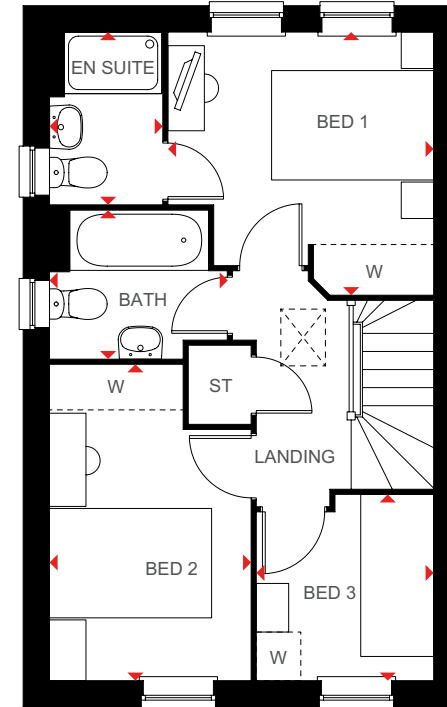 EN SUITE
BED 1
W
BATH
W
ST
LANDING
BED 2
BED 3
W